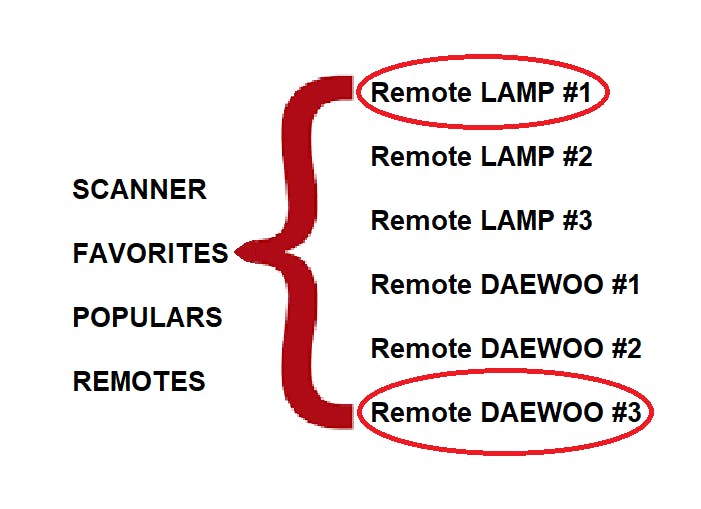 SCANNER
FAVORITES
POPULARS
REMOTES
Remote LAMP #1
Remote LAMP #2
Remote LAMP #3
Remote DAEWOO #1
Remote DAEWOO #2
Remote DAEWOO #3